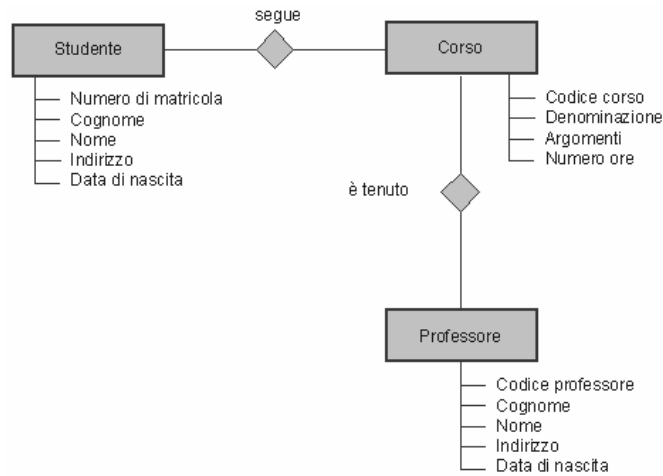 segue
Studente
Corso
Numero di matricola
Cognome
Nome
Indirizzo
Data di nascita
Codice corso
Denominazione
Argomenti
Numero ore
è tenuto
Professore
Codice professore
Cognome
Nome
Indirizzo
Data di nascita